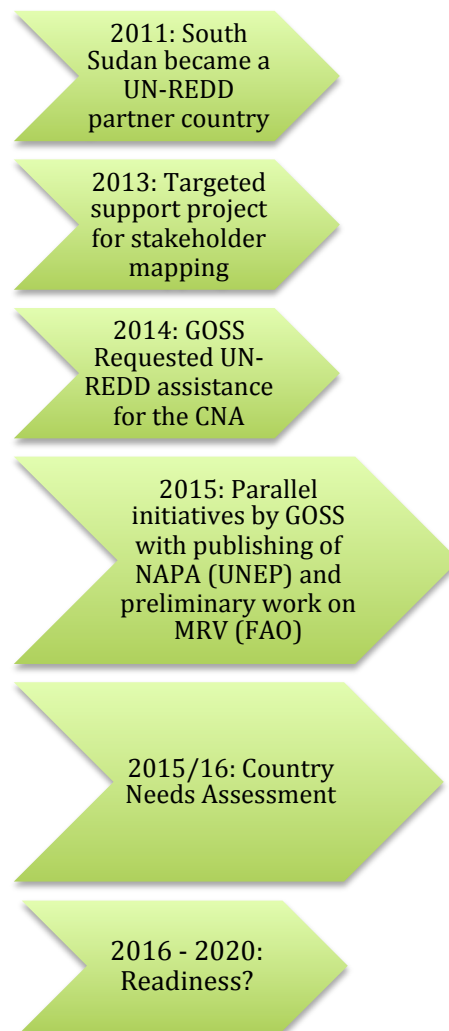 2011: South
Sudan became a
UN-REDD
partner country
2013: Targeted
support project
for stakeholder
mapping
2014: GOSS
Requested UN-
REDD assistance
for the CNA
2015: Parallel
initiatives by GOSS
with publishing of
NAPA (UNEP) and
preliminary work on
MRV (FAO)
2015/16: Country
Needs Assessment
2016 - 2020:
Readiness?